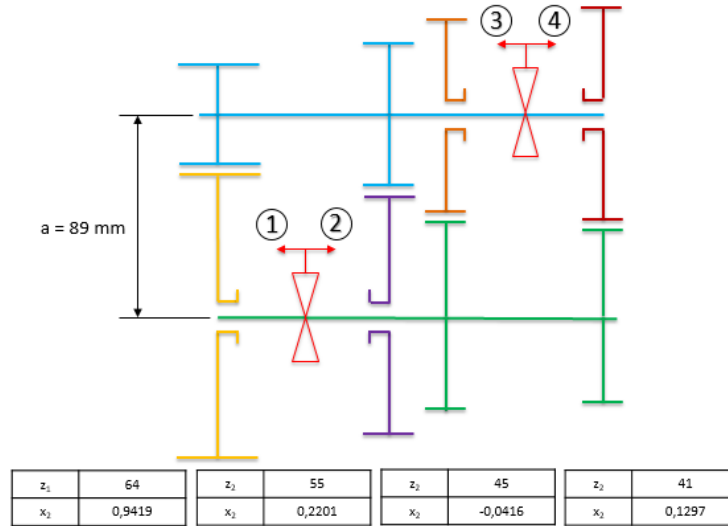 ③ ④
① ②
a = 89 mm
z₁ 64 z₂ 55 z₂ 45 z₂ 41
x₂ 0,9419 x₂ 0,2201 x₂ -0,0416 x₂ 0,1297